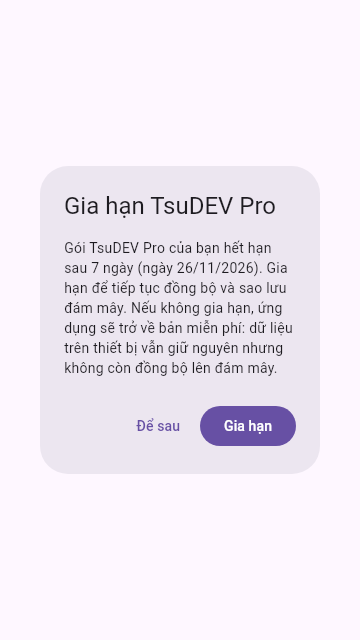 Gia hạn TsuDEV Pro
Gói TsuDEV Pro của bạn hết hạn
sau 7 ngày (ngày 26/11/2026). Gia
hạn để tiếp tục đồng bộ và sao lưu
đám mây. Nếu không gia hạn, ứng
dụng sẽ trở về bản miễn phí: dữ liệu
trên thiết bị vẫn giữ nguyên nhưng
không còn đồng bộ lên đám mây.
Để sau
Gia hạn